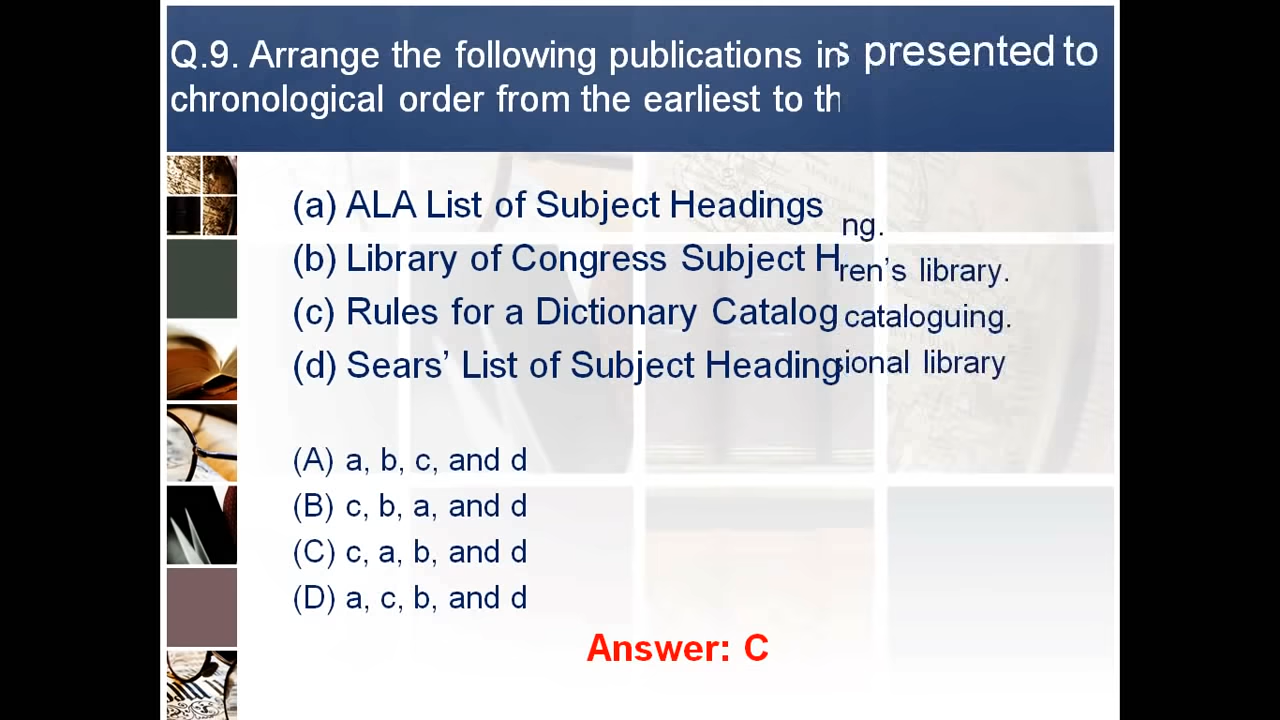 Q.9. Arrange the following publications in s presented to
chronological order from the earliest to th
(a) ALA List of Subject Headings
ng.
(b) Library of Congress Subject H
ren's library.
(c) Rules for a Dictionary Catalog
cataloguing.
(d) Sears' List of Subject Heading
sional library
(A) a, b, c, and d
(B) c, b, a, and d
(C) c, a, b, and d
(D) a, c, b, and d
Answer: C